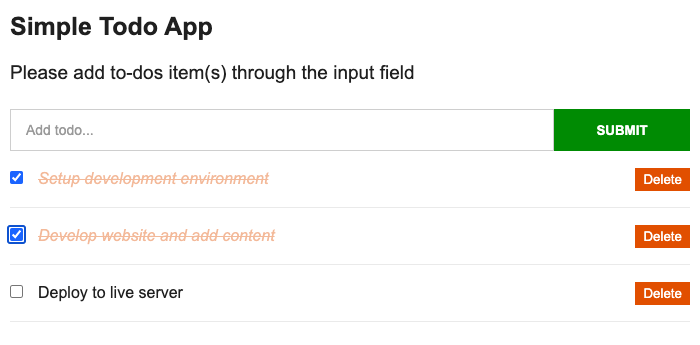 Simple Todo App
Please add to-dos item(s) through the input field
Add todo... SUBMIT
Setup development environment Delete
Develop website and add content Delete
Deploy to live server Delete